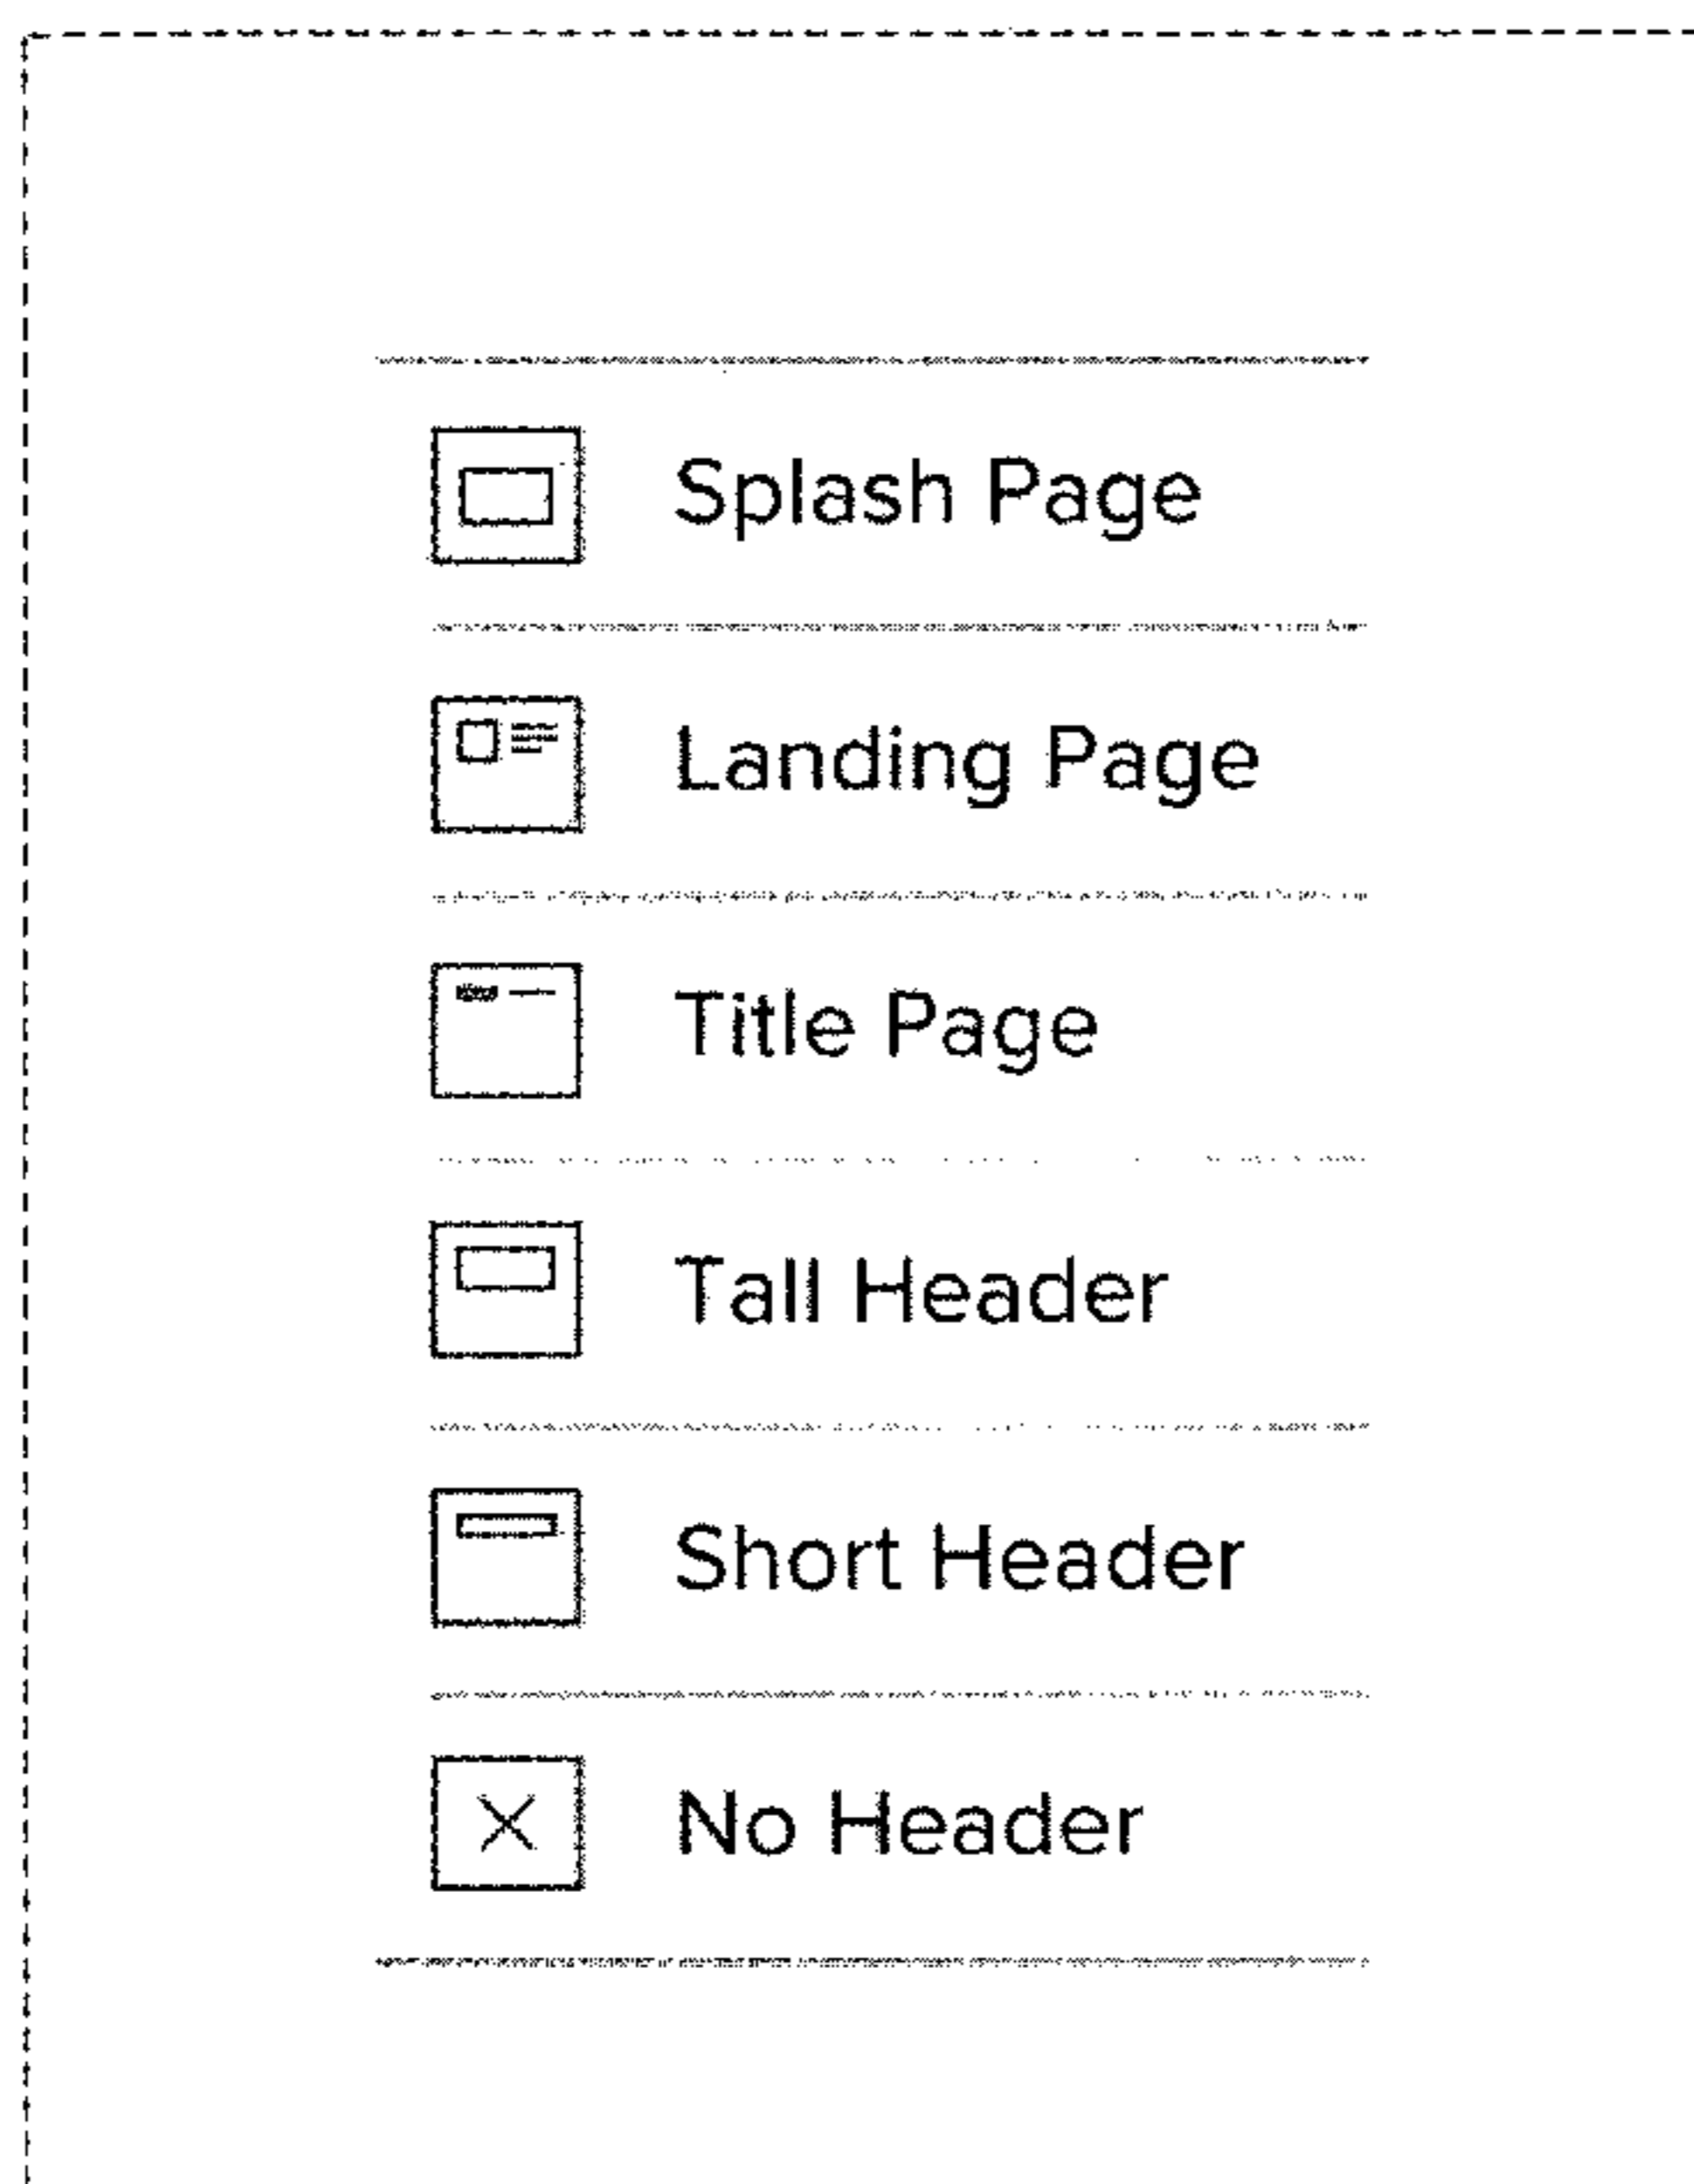 Splash Page
Landing Page
Title Page
Tall Header
Short Header
No Header